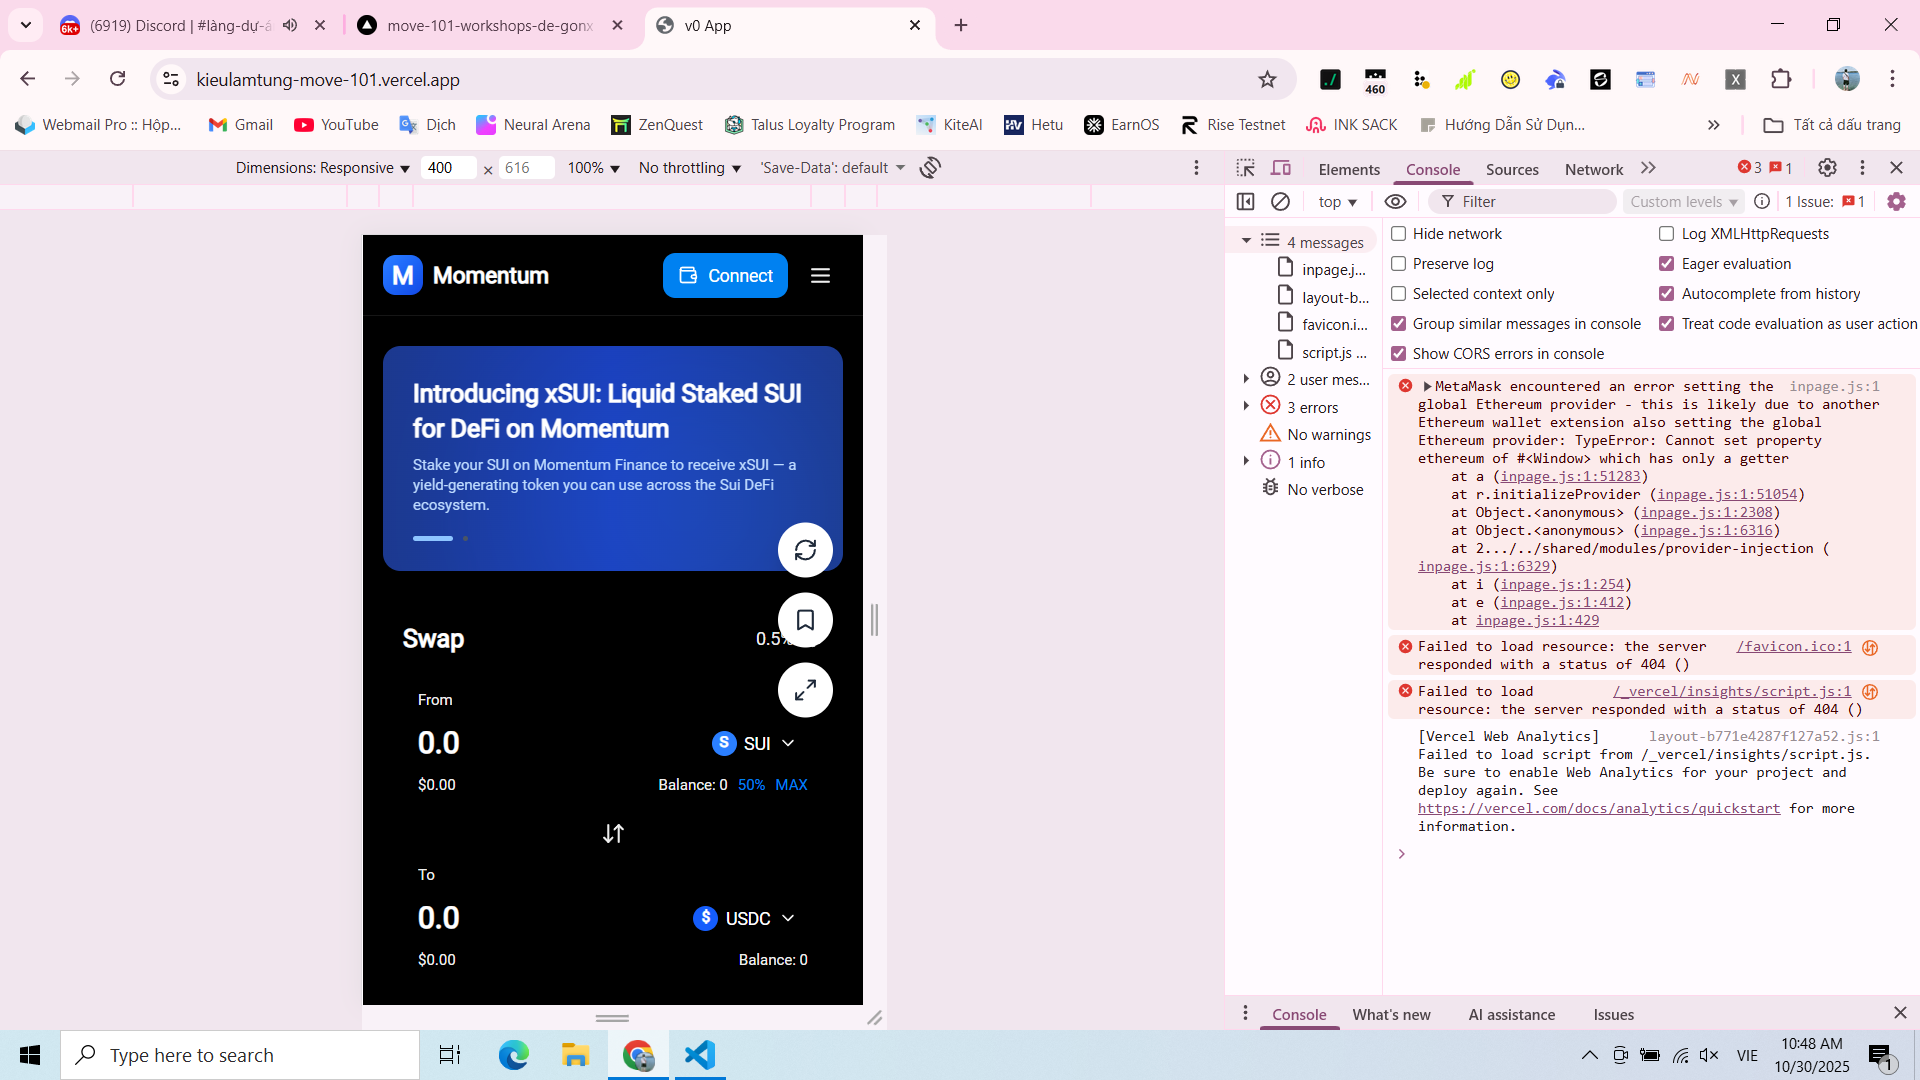 (6919) Discord | #làng-dự-á
move-101-workshops-de-gonx
v0 App
kieulamtung-move-101.vercel.app
460
Webmail Pro :: Hộp...
Gmail
YouTube
Dịch
Neural Arena
ZenQuest
Talus Loyalty Program
KiteAI
Hetu
EarnOS
Rise Testnet
INK SACK
Hướng Dẫn Sử Dụn...
Tất cả dấu trang
Dimensions: Responsive
400 × 616
100%
No throttling
'Save-Data': default
Elements
Console
Sources
Network
3
1
top
Filter
Custom levels
1 Issue: 1
4 messages
inpage.j...
layout-b...
favicon.i...
script.js ...
2 user mes...
3 errors
No warnings
1 info
No verbose
Hide network
Log XMLHttpRequests
Preserve log
Eager evaluation
Selected context only
Autocomplete from history
Group similar messages in console
Treat code evaluation as user action
Show CORS errors in console
MetaMask encountered an error setting the inpage.js:1
global Ethereum provider - this is likely due to another
Ethereum wallet extension also setting the global
Ethereum provider: TypeError: Cannot set property
ethereum of #<Window> which has only a getter
at a (inpage.js:1:51283)
at r.initializeProvider (inpage.js:1:51054)
at Object.<anonymous> (inpage.js:1:2308)
at Object.<anonymous> (inpage.js:1:6316)
at 2.../../shared/modules/provider-injection (
inpage.js:1:6329)
at i (inpage.js:1:254)
at e (inpage.js:1:412)
at inpage.js:1:429
Failed to load resource: the server /favicon.ico:1
responded with a status of 404 ()
Failed to load /_vercel/insights/script.js:1
resource: the server responded with a status of 404 ()
[Vercel Web Analytics] layout-b771e4287f127a52.js:1
Failed to load script from /_vercel/insights/script.js.
Be sure to enable Web Analytics for your project and
deploy again. See
https://vercel.com/docs/analytics/quickstart for more
information.
Console
What's new
AI assistance
Issues
M Momentum
Connect
Introducing xSUI: Liquid Staked SUI
for DeFi on Momentum
Stake your SUI on Momentum Finance to receive xSUI — a
yield-generating token you can use across the Sui DeFi
ecosystem.
Swap
0.5%
From
0.0
S SUI
$0.00
Balance: 0 50% MAX
To
0.0
$ USDC
$0.00
Balance: 0
Type here to search
VIE
10:48 AM
10/30/2025
1